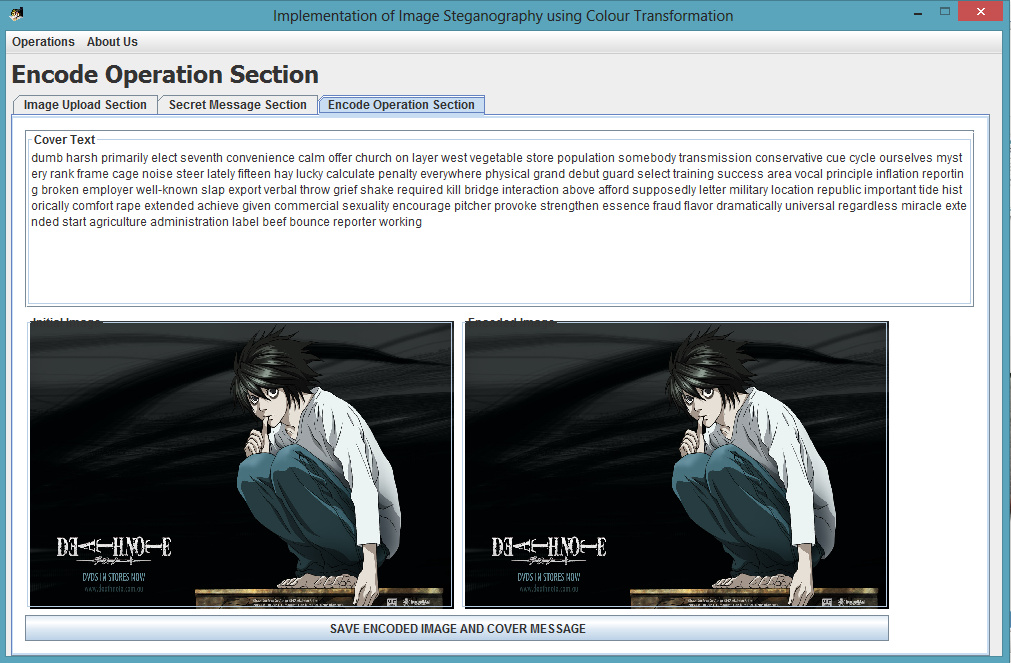 Implementation of Image Steganography using Colour Transformation
Operations About Us
Encode Operation Section
Image Upload Section Secret Message Section Encode Operation Section
Cover Text
dumb harsh primarily elect seventh convenience calm offer church on layer west vegetable store population somebody transmission conservative cue cycle ourselves myst
ery rank frame cage noise steer lately fifteen hay lucky calculate penalty everywhere physical grand debut guard select training success area vocal principle inflation reportin
g broken employer well-known slap export verbal throw grief shake required kill bridge interaction above afford supposedly letter military location republic important tide hist
orically comfort rape extended achieve given commercial sexuality encourage pitcher provoke strengthen essence fraud flavor dramatically universal regardless miracle exte
nded start agriculture administration label beef bounce reporter working
Initial Image Encoded Image
DEATH NOTE DEATH NOTE
DVDS IN STORES NOW DVDS IN STORES NOW
SAVE ENCODED IMAGE AND COVER MESSAGE